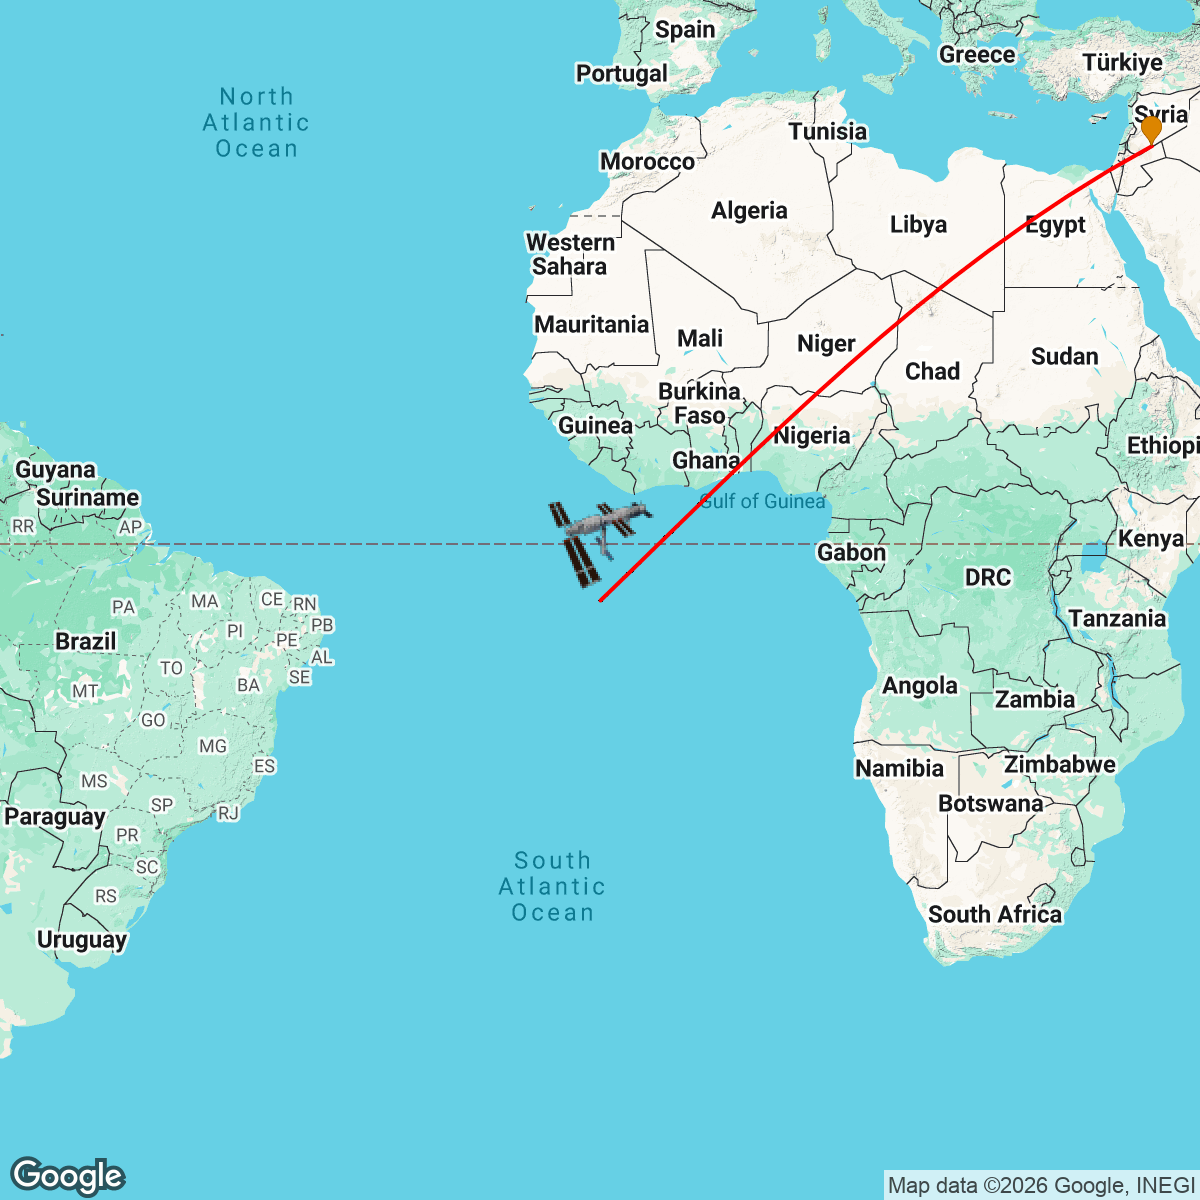 Spain
Greece
Türkiye
Portugal
North
Atlantic
Ocean
Syria
Tunisia
Morocco
Algeria
Libya
Egypt
Western
Sahara
Mauritania
Mali
Niger
Chad
Sudan
Burkina
Faso
Guinea
Nigeria
Ghana
Ethiopi
Guyana
Suriname
Gulf of Guinea
RR
AP
Kenya
Gabon
DRC
PA
MA
CE
RN
Tanzania
PI
PB
Brazil
PE
AL
TO
SE
MT
BA
Angola
Zambia
GO
MG
ES
Namibia
Zimbabwe
MS
SP
Botswana
Paraguay
RJ
PR
SC
South
Atlantic
Ocean
RS
South Africa
Uruguay
Google
Map data ©2026 Google, INEGI